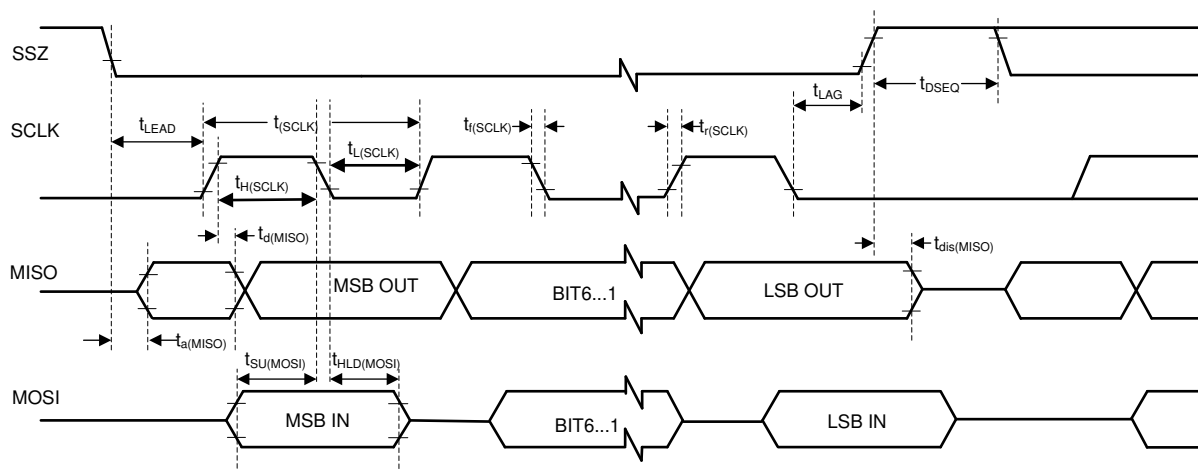 SSZ
tLAG
tDSEQ
SCLK
tLEAD
t(SCLK)
tf(SCLK)
tr(SCLK)
tL(SCLK)
tH(SCLK)
td(MISO)
tdis(MISO)
MISO
MSB OUT
BIT6...1
LSB OUT
ta(MISO)
tSU(MOSI)
tHLD(MOSI)
MOSI
MSB IN
BIT6...1
LSB IN